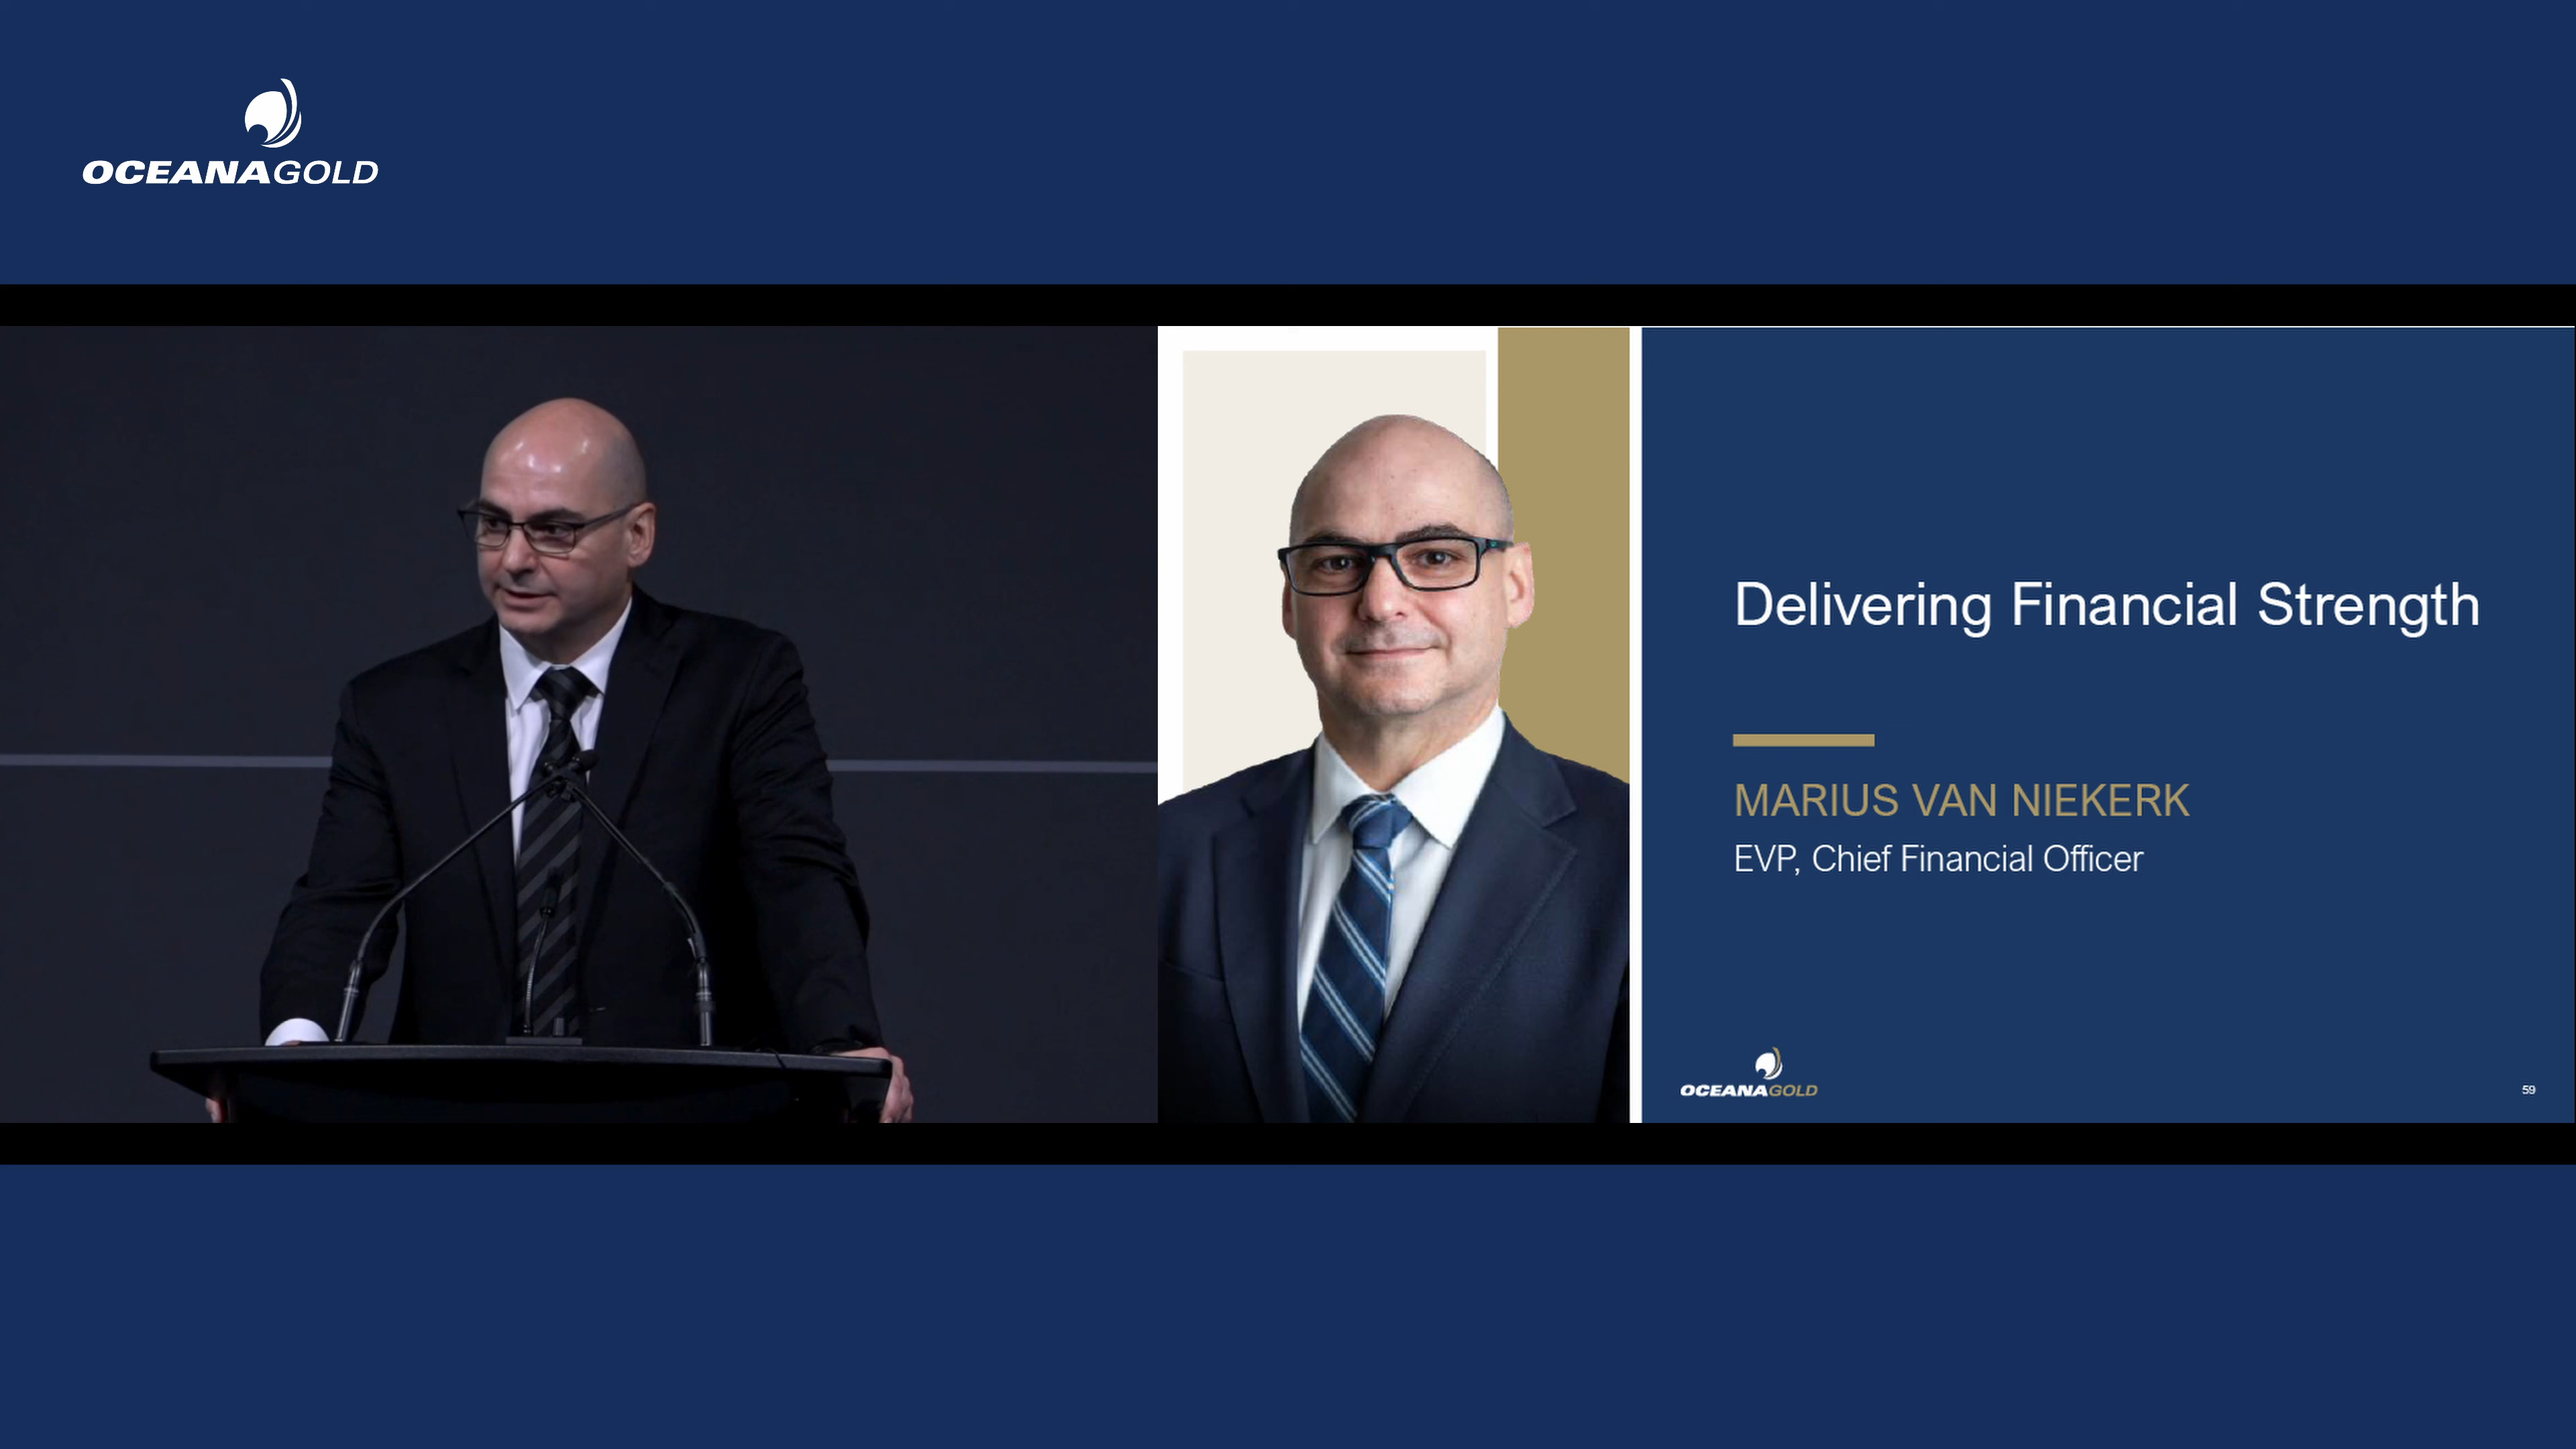 OCEANAGOLD
Delivering Financial Strength
MARIUS VAN NIEKERK
EVP, Chief Financial Officer
OCEANAGOLD
59